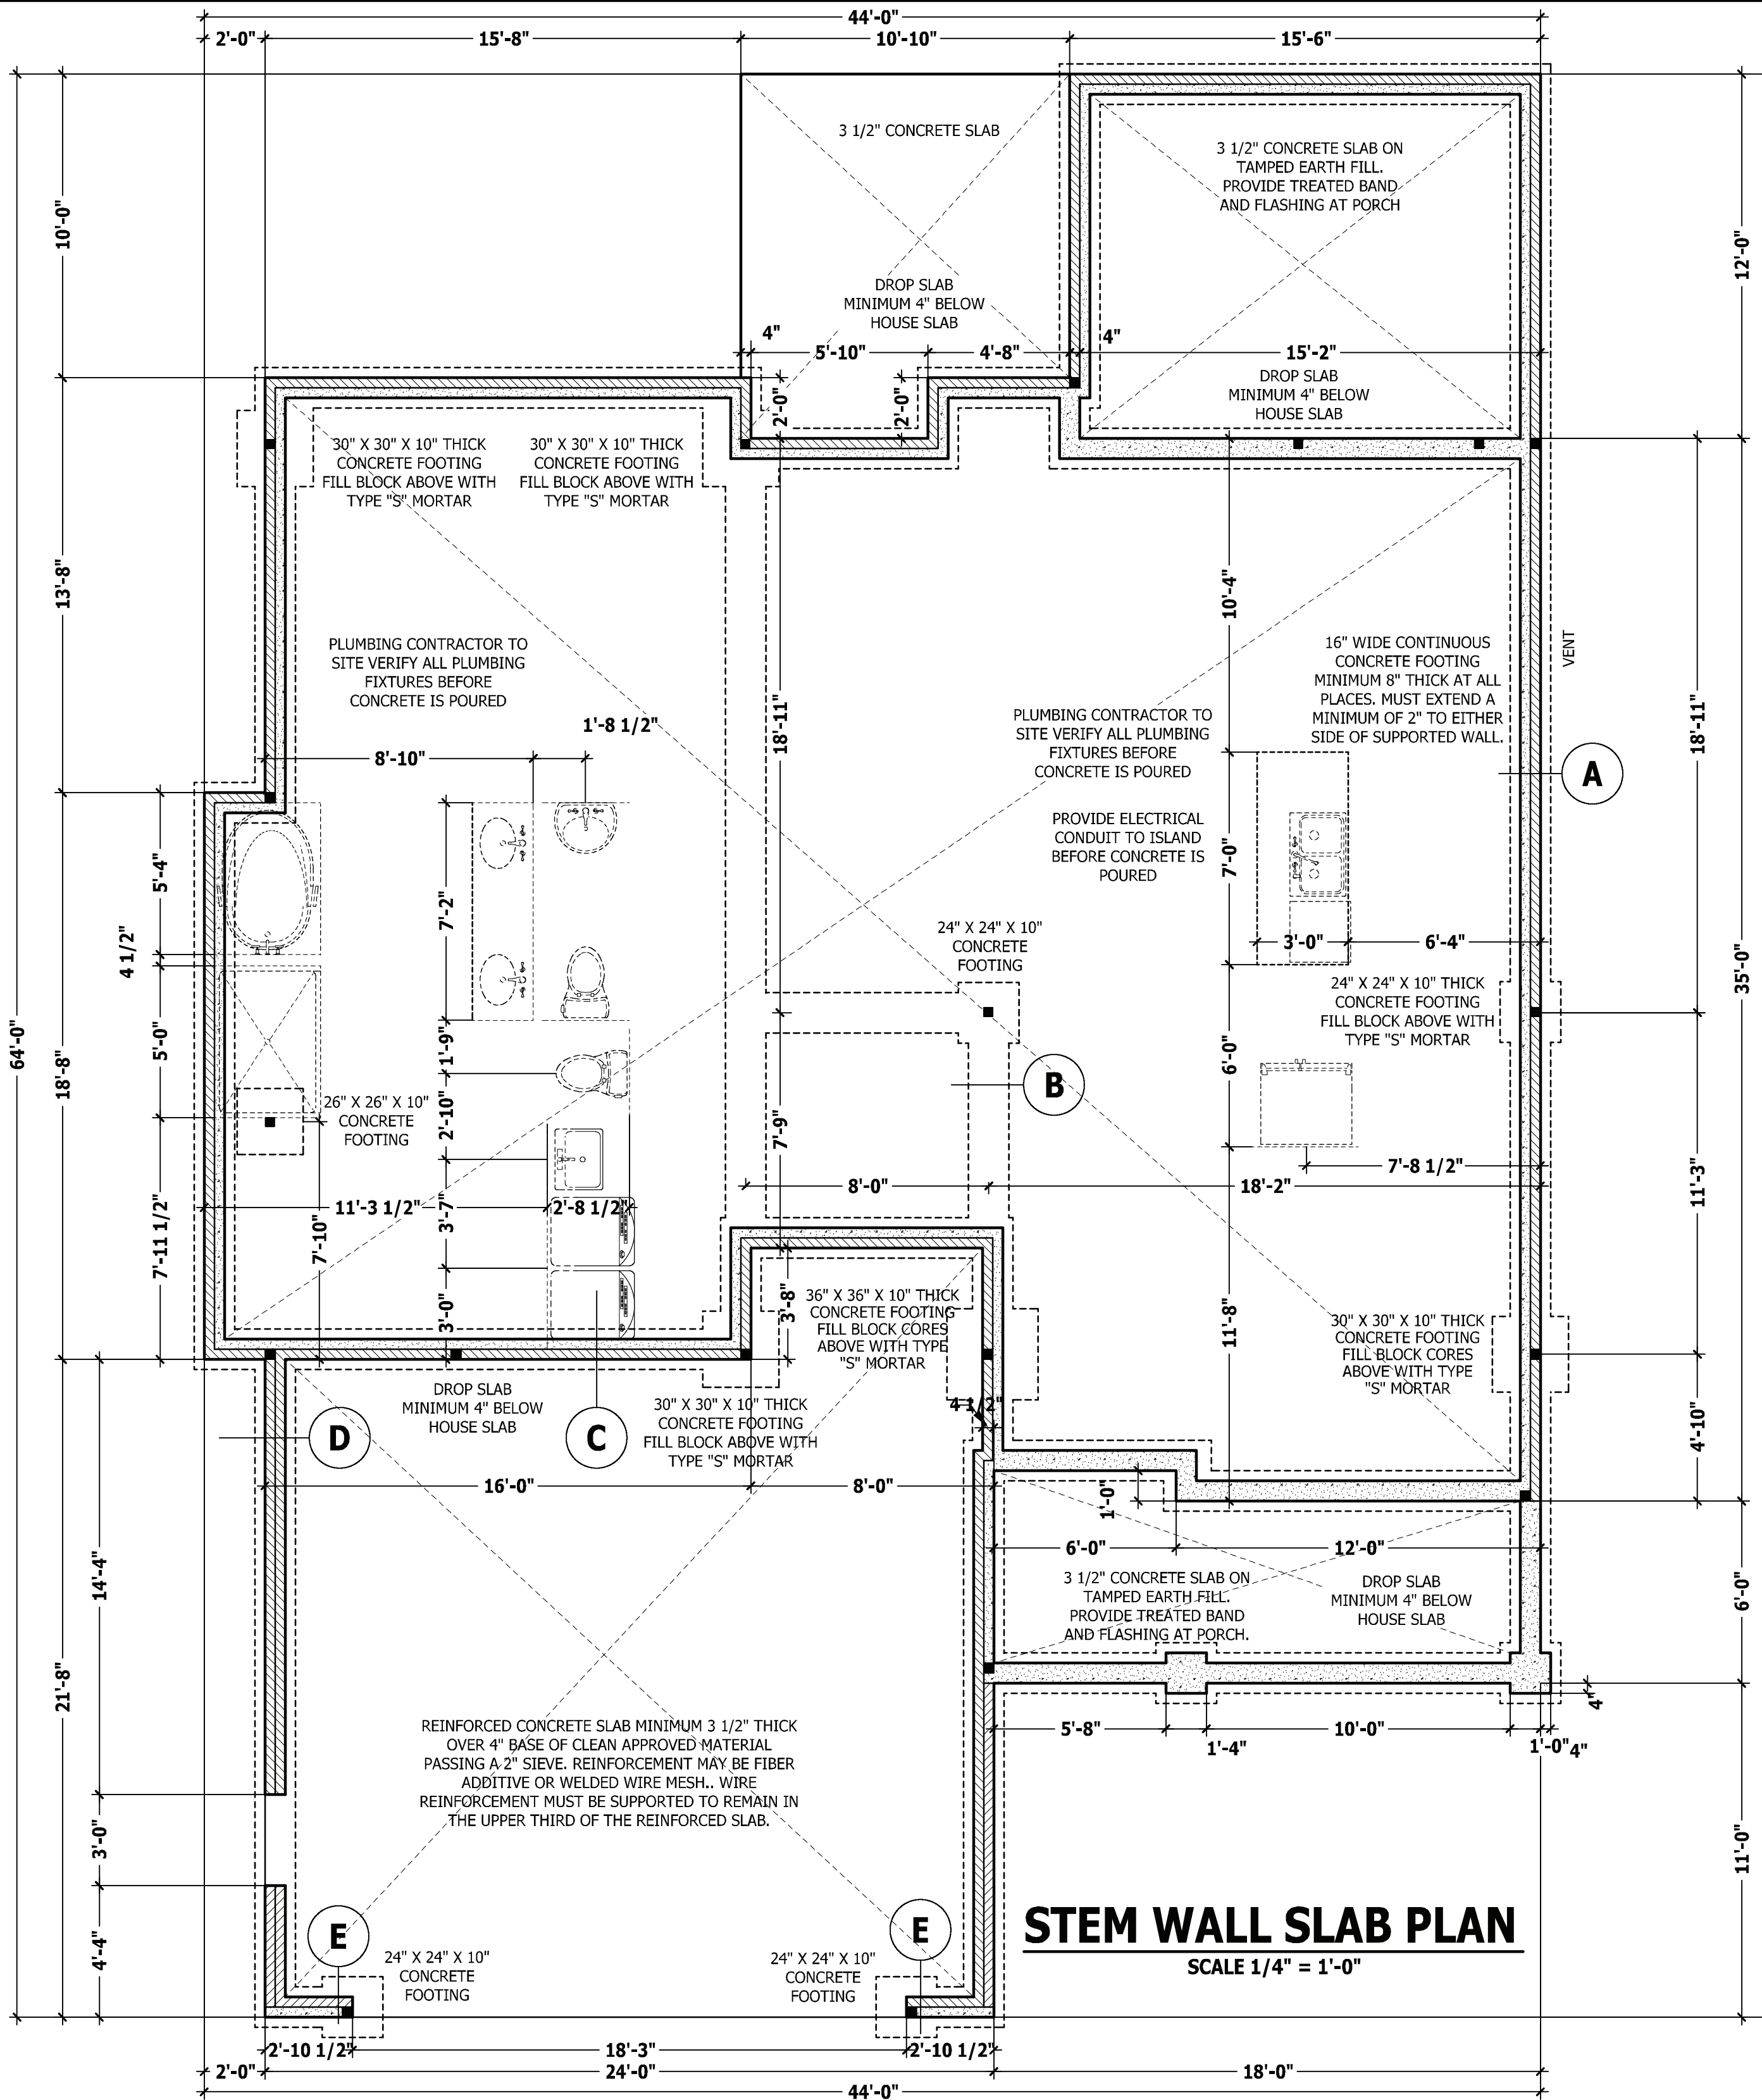 44'-0"
2'-0"
15'-8"
10'-10"
15'-6"
3 1/2" CONCRETE SLAB
3 1/2" CONCRETE SLAB ON
TAMPED EARTH FILL.
PROVIDE TREATED BAND
AND FLASHING AT PORCH
10'-0"
12'-0"
DROP SLAB
MINIMUM 4" BELOW
HOUSE SLAB
4"
5'-10"
4'-8"
4"
15'-2"
DROP SLAB
MINIMUM 4" BELOW
HOUSE SLAB
2'-0"
2'-0"
30" X 30" X 10" THICK
CONCRETE FOOTING
FILL BLOCK ABOVE WITH
TYPE "S" MORTAR
30" X 30" X 10" THICK
CONCRETE FOOTING
FILL BLOCK ABOVE WITH
TYPE "S" MORTAR
13'-8"
10'-4"
PLUMBING CONTRACTOR TO
SITE VERIFY ALL PLUMBING
FIXTURES BEFORE
CONCRETE IS POURED
16" WIDE CONTINUOUS
CONCRETE FOOTING
MINIMUM 8" THICK AT ALL
PLACES. MUST EXTEND A
MINIMUM OF 2" TO EITHER
SIDE OF SUPPORTED WALL.
VENT
1'-8 1/2"
8'-10"
18'-11"
18'-11"
PLUMBING CONTRACTOR TO
SITE VERIFY ALL PLUMBING
FIXTURES BEFORE
CONCRETE IS POURED
A
PROVIDE ELECTRICAL
CONDUIT TO ISLAND
BEFORE CONCRETE IS
POURED
5'-4"
7'-2"
7'-0"
4 1/2"
24" X 24" X 10"
CONCRETE
FOOTING
3'-0"
6'-4"
35'-0"
24" X 24" X 10" THICK
CONCRETE FOOTING
FILL BLOCK ABOVE WITH
TYPE "S" MORTAR
64'-0"
18'-8"
5'-0"
1'-9"
6'-0"
B
26" X 26" X 10"
CONCRETE
FOOTING
2'-10"
7'-9"
7'-8 1/2"
8'-0"
18'-2"
11'-3"
11'-3 1/2"
3'-7"
2'-8 1/2"
7'-11 1/2"
7'-10"
3'-0"
3'-8"
36" X 36" X 10" THICK
CONCRETE FOOTING
FILL BLOCK CORES
ABOVE WITH TYPE
"S" MORTAR
11'-8"
30" X 30" X 10" THICK
CONCRETE FOOTING
FILL BLOCK CORES
ABOVE WITH TYPE
"S" MORTAR
DROP SLAB
MINIMUM 4" BELOW
HOUSE SLAB
30" X 30" X 10" THICK
CONCRETE FOOTING
FILL BLOCK ABOVE WITH
TYPE "S" MORTAR
4 1/2"
4'-10"
D
C
16'-0"
8'-0"
1'-0"
6'-0"
12'-0"
14'-4"
3 1/2" CONCRETE SLAB ON
TAMPED EARTH FILL.
PROVIDE TREATED BAND
AND FLASHING AT PORCH.
DROP SLAB
MINIMUM 4" BELOW
HOUSE SLAB
6'-0"
21'-8"
4"
5'-8"
1'-4"
10'-0"
1'-0"
4"
REINFORCED CONCRETE SLAB MINIMUM 3 1/2" THICK
OVER 4" BASE OF CLEAN APPROVED MATERIAL
PASSING A 2" SIEVE. REINFORCEMENT MAY BE FIBER
ADDITIVE OR WELDED WIRE MESH.. WIRE
REINFORCEMENT MUST BE SUPPORTED TO REMAIN IN
THE UPPER THIRD OF THE REINFORCED SLAB.
3'-0"
11'-0"
4'-4"
E
E
24" X 24" X 10"
CONCRETE
FOOTING
24" X 24" X 10"
CONCRETE
FOOTING
STEM WALL SLAB PLAN
SCALE 1/4" = 1'-0"
2'-10 1/2"
18'-3"
2'-10 1/2"
2'-0"
24'-0"
18'-0"
44'-0"